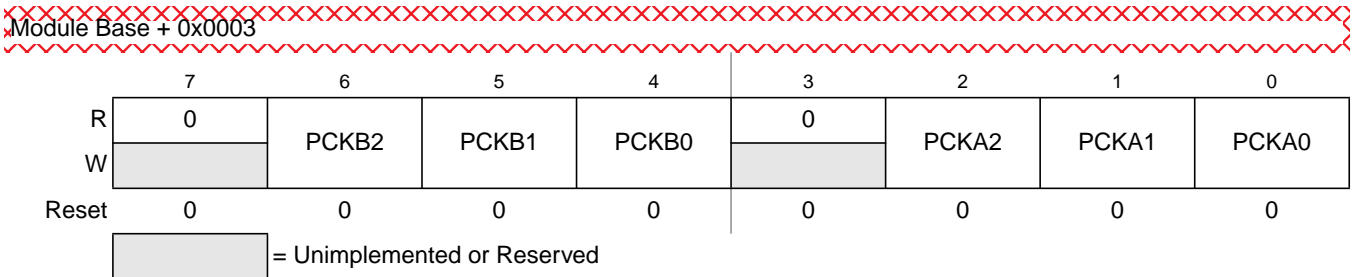 Module Base + 0x0003
7 6 5 4 3 2 1 0
R 0 PCKB2 PCKB1 PCKB0 0 PCKA2 PCKA1 PCKA0
W
Reset 0 0 0 0 0 0 0 0
= Unimplemented or Reserved